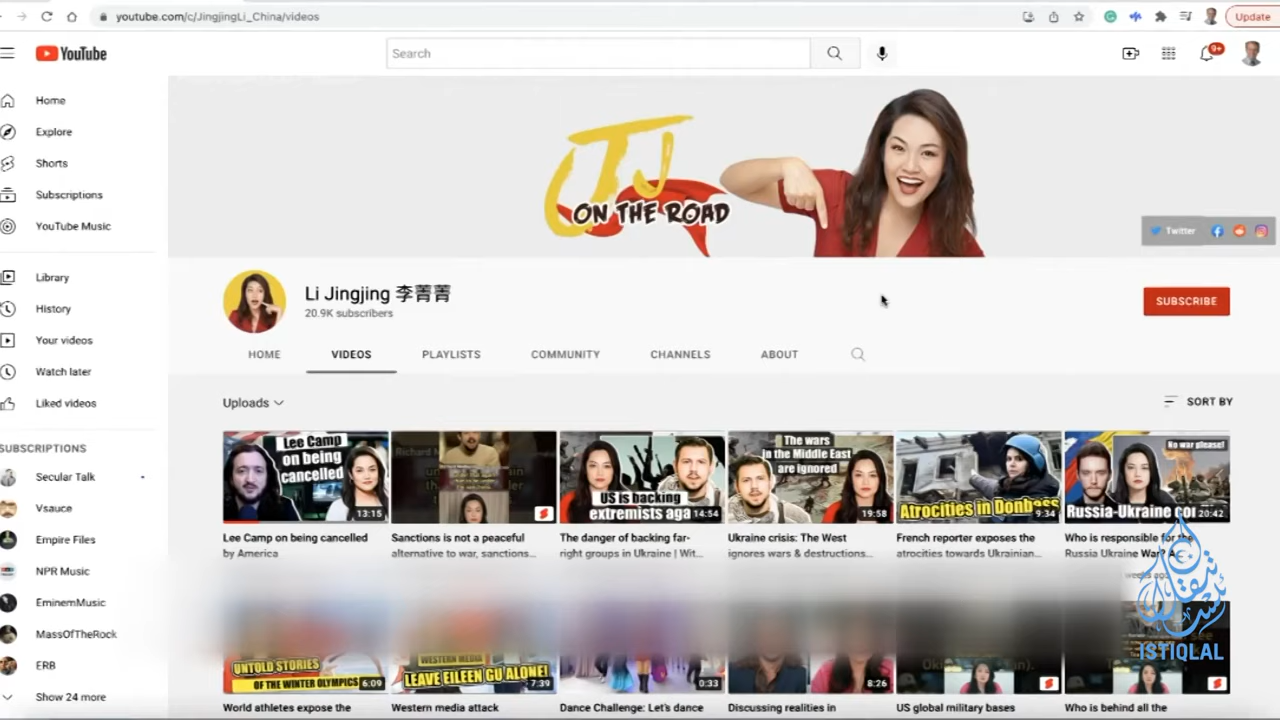 youtube.com/c/JingjingLi_China/videos
Update
YouTube
Search
9+
Home
Explore
Shorts
Subscriptions
YouTube Music
Library
History
Your videos
Watch later
Liked videos
SUBSCRIPTIONS
Secular Talk
Vsauce
Empire Files
NPR Music
EminemMusic
MassOfTheRock
ERB
Show 24 more
JJ
ON THE ROAD
Twitter
Li Jingjing 李菁菁
20.9K subscribers
SUBSCRIBE
HOME VIDEOS PLAYLISTS COMMUNITY CHANNELS ABOUT
Uploads
SORT BY
Lee Camp
on being
cancelled
13:15
Lee Camp on being cancelled
by America
Sanctions is not a peaceful
alternative to war, sanctions...
US is backing
extremists aga
14:54
The danger of backing far-
right groups in Ukraine | Wit...
The wars
in the Middle East
are ignored
19:58
Ukraine crisis: The West
ignores wars & destructions...
Atrocities in Donbass
9:34
French reporter exposes the
atrocities towards Ukrainian...
No war please!
Russia-Ukraine con
20:42
Who is responsible for the
Russia Ukraine War? A
weeks ago
UNTOLD STORIES
OF THE WINTER OLYMPICS
6:09
World athletes expose the
WESTERN MEDIA
LEAVE EILEEN GU ALONE!
7:39
Western media attack
0:33
Dance Challenge: Let's dance
8:26
Discussing realities in
US global military bases
Who is behind all the
استقلال
ISTIQLAL